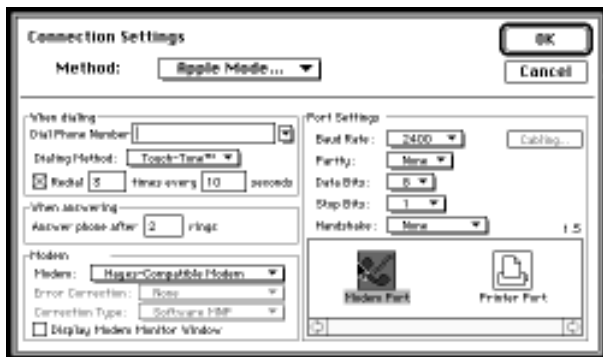 Connection Settings
OK
Method: Apple Mode...
Cancel
When dialing
Dial Phone Number
Dialing Method: Touch-Tone™
Redial 3 times every 10 seconds
When answering
Answer phone after 2 rings
Modem
Modem: Hayes-Compatible Modem
Error Correction: None
Correction Type: Software MNP
Display Modem Monitor Window
Port Settings
Baud Rate: 2400
Cabling...
Parity: None
Data Bits: 8
Stop Bits: 1
Handshake: None
1.5
Modem Port
Printer Port